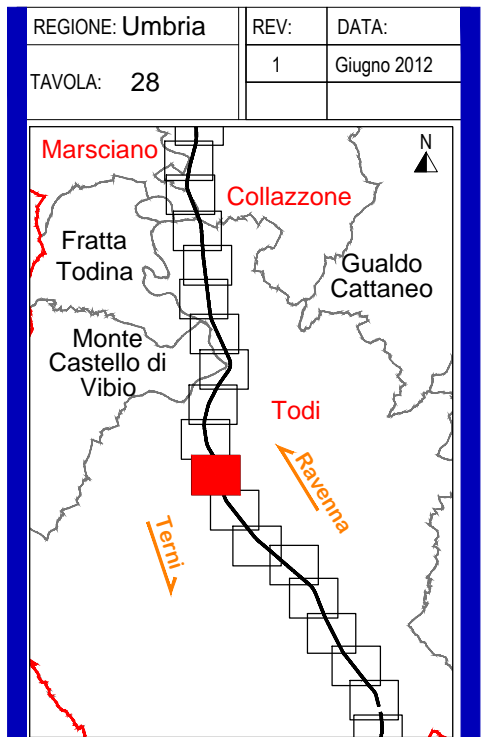 REGIONE: Umbria
REV:
DATA:
TAVOLA: 28
1
Giugno 2012
N
Marsciano
Collazzone
Fratta
Todina
Gualdo
Cattaneo
Monte
Castello di
Vibio
Todi
Ravenna
Terni